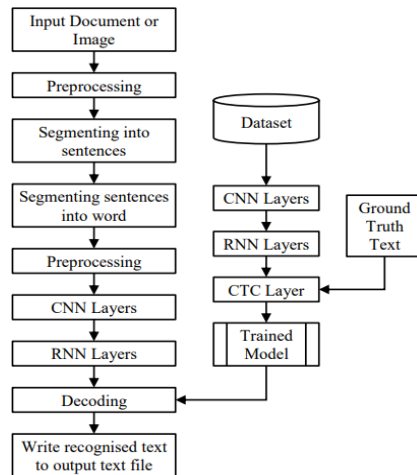 Input Document or
Image
Preprocessing
Segmenting into
sentences
Segmenting sentences
into word
Preprocessing
CNN Layers
RNN Layers
Decoding
Write recognised text
to output text file
Dataset
CNN Layers
RNN Layers
CTC Layer
Trained
Model
Ground
Truth
Text